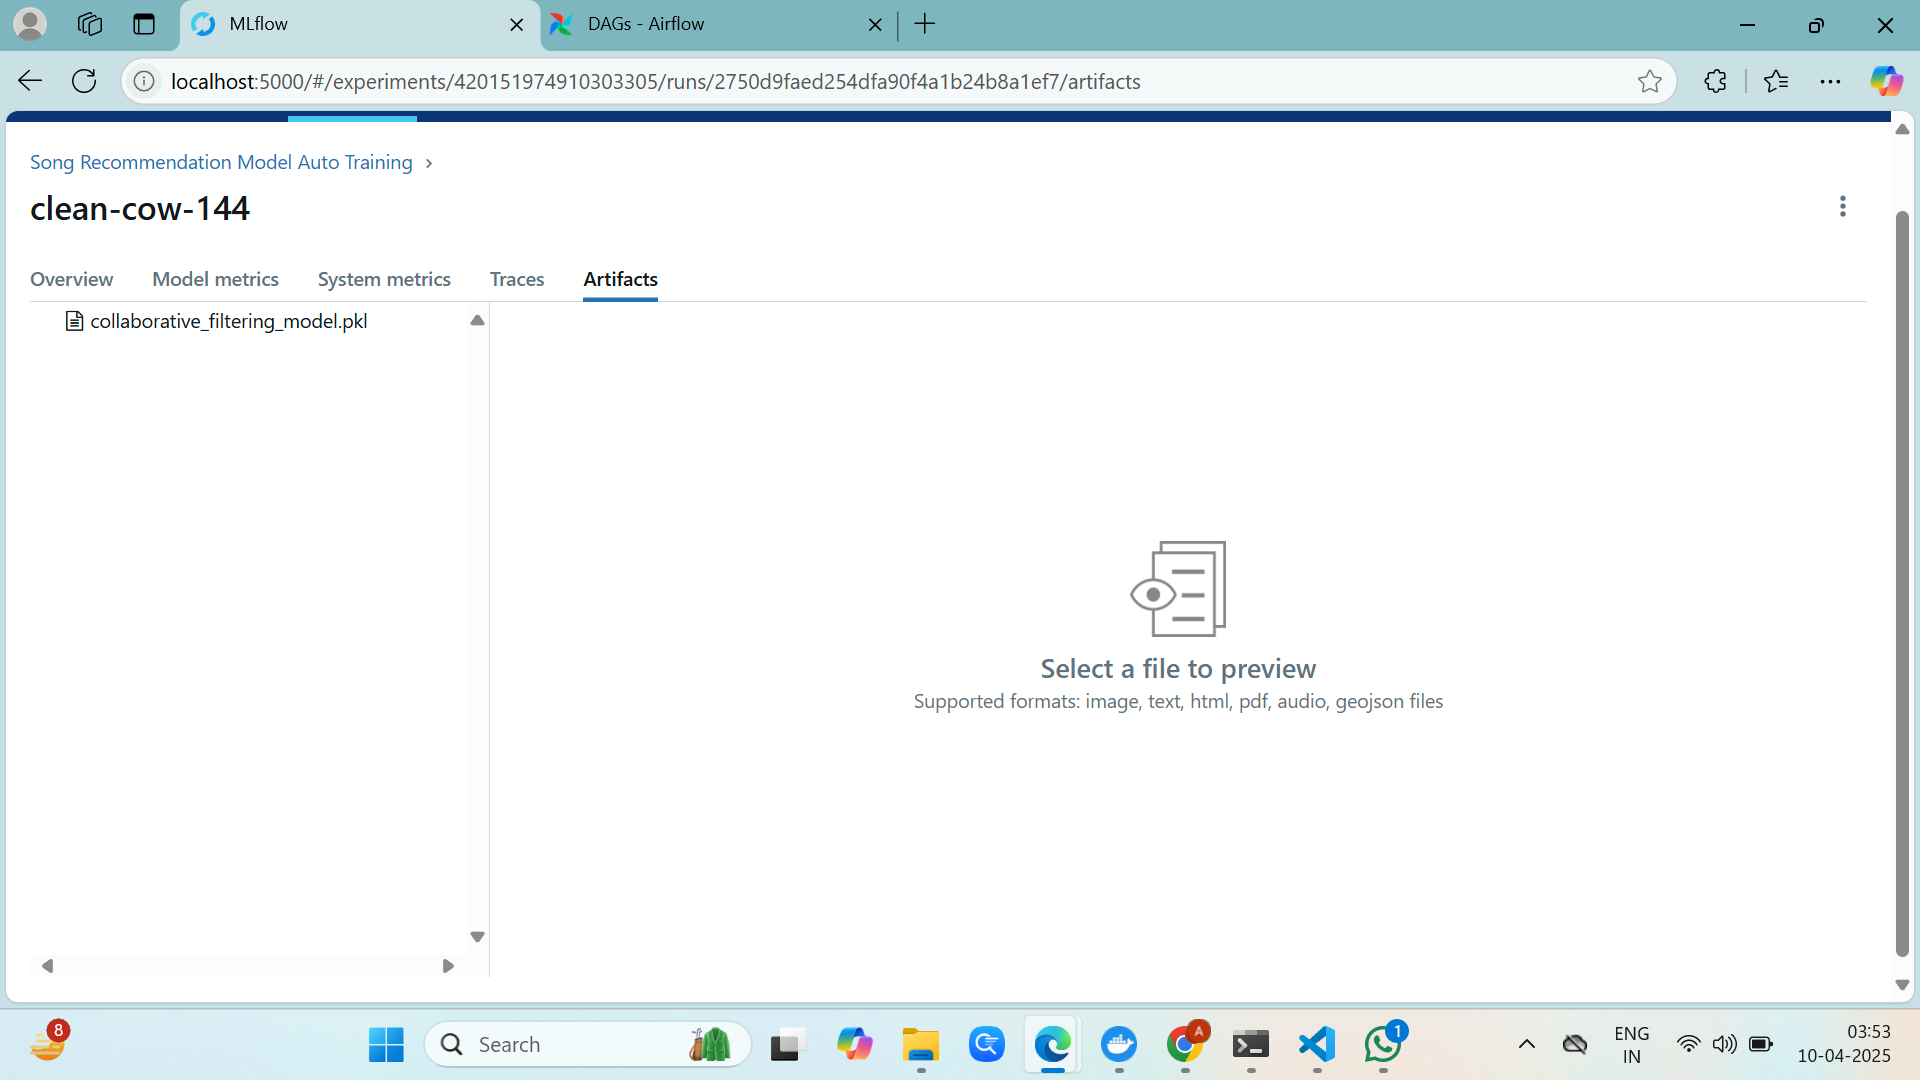 MLflow
DAGs - Airflow
localhost:5000/#/experiments/420151974910303305/runs/2750d9faed254dfa90f4a1b24b8a1ef7/artifacts
Song Recommendation Model Auto Training
clean-cow-144
Overview
Model metrics
System metrics
Traces
Artifacts
collaborative_filtering_model.pkl
Select a file to preview
Supported formats: image, text, html, pdf, audio, geojson files
8
Search
A
1
ENG
IN
03:53
10-04-2025